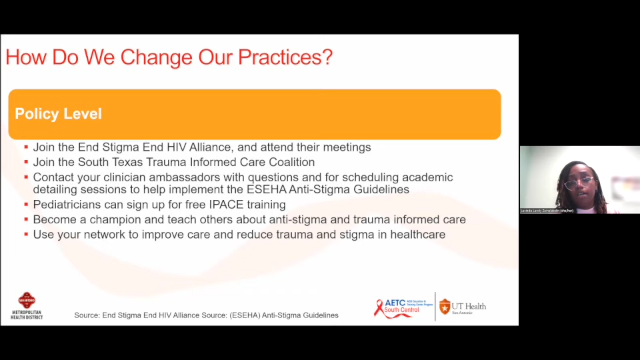 How Do We Change Our Practices?
Policy Level
Join the End Stigma End HIV Alliance, and attend their meetings
Join the South Texas Trauma Informed Care Coalition
Contact your clinician ambassadors with questions and for scheduling academic
detailing sessions to help implement the ESEHA Anti-Stigma Guidelines
Pediatricians can sign up for free IPACE training
Become a champion and teach others about anti-stigma and trauma informed care
Use your network to improve care and reduce trauma and stigma in healthcare
METROPOLITAN
HEALTH DISTRICT
Source: End Stigma End HIV Alliance Source: (ESEHA) Anti-Stigma Guidelines
AETC
South Central
UT Health
San Antonio